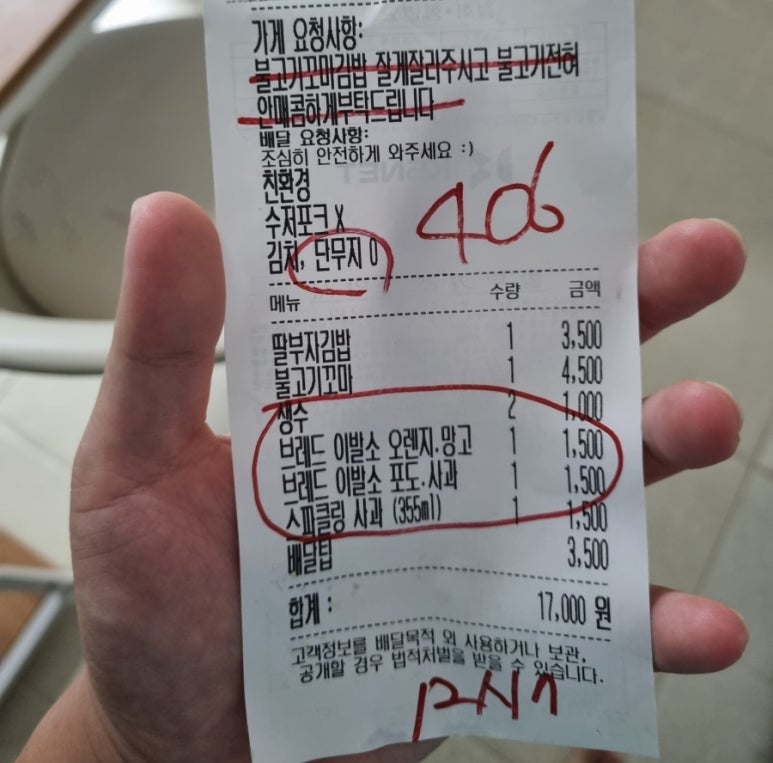 가게 요청사항:
불고기꼬마김밥 잘게잘라주시고 불고기전혀
안매콤하게부탁드립니다
배달 요청사항:
조심히 안전하게 와주세요 :)
친환경
수저포크 X
김치, 단무지 O
406
메뉴 수량 금액
딸부자김밥 1 3,500
불고기꼬마 1 4,500
생수 2 1,000
브레드 이발소 오렌지.망고 1 1,500
브레드 이발소 포도.사과 1 1,500
스파클링 사과 (355ml) 1 1,500
배달팁 3,500
합계 : 17,000 원
고객정보를 배달목적 외 사용하거나 보관,
공개할 경우 법적처벌을 받을 수 있습니다.